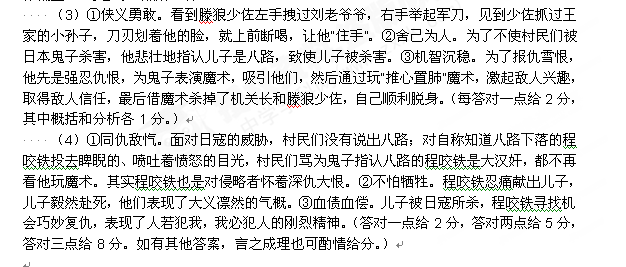 （3）①侠义勇敢。看到滕狼少佐左手拽过刘老爷爷，右手举起军刀，见到少佐抓过王
家的小孙子，刀刃划着他的脸，就上前断喝，让他“住手”。②舍己为人。为了不使村民们被
日本鬼子杀害，他悲壮地指认儿子是八路，致使儿子被杀害。③机智沉稳。为了报仇雪恨，
他先是强忍仇恨，为鬼子表演魔术，吸引他们，然后通过玩“推心置肺”魔术，激起敌人兴趣，
取得敌人信任，最后借魔术杀掉了机关长和滕狼少佐，自己顺利脱身。（每答对一点给 2 分，
其中概括和分析各 1 分。）
（4）①同仇敌忾。面对日寇的威胁，村民们没有说出八路；对自称知道八路下落的程
咬铁投去睥睨的、喷吐着愤怒的目光，村民们骂为鬼子指认八路的程咬铁是大汉奸，都不再
看他玩魔术。其实程咬铁也是对侵略者怀着深仇大恨。②不怕牺牲。程咬铁忍痛献出儿子，
儿子毅然赴死，他们表现了大义凛然的气概。③血债血偿。儿子被日寇所杀，程咬铁寻找机
会巧妙复仇，表现了人若犯我，我必犯人的刚烈精神。（答对一点给 2 分，答对两点给 5 分，
答对三点给 8 分。如有其他答案，言之成理也可酌情给分。）